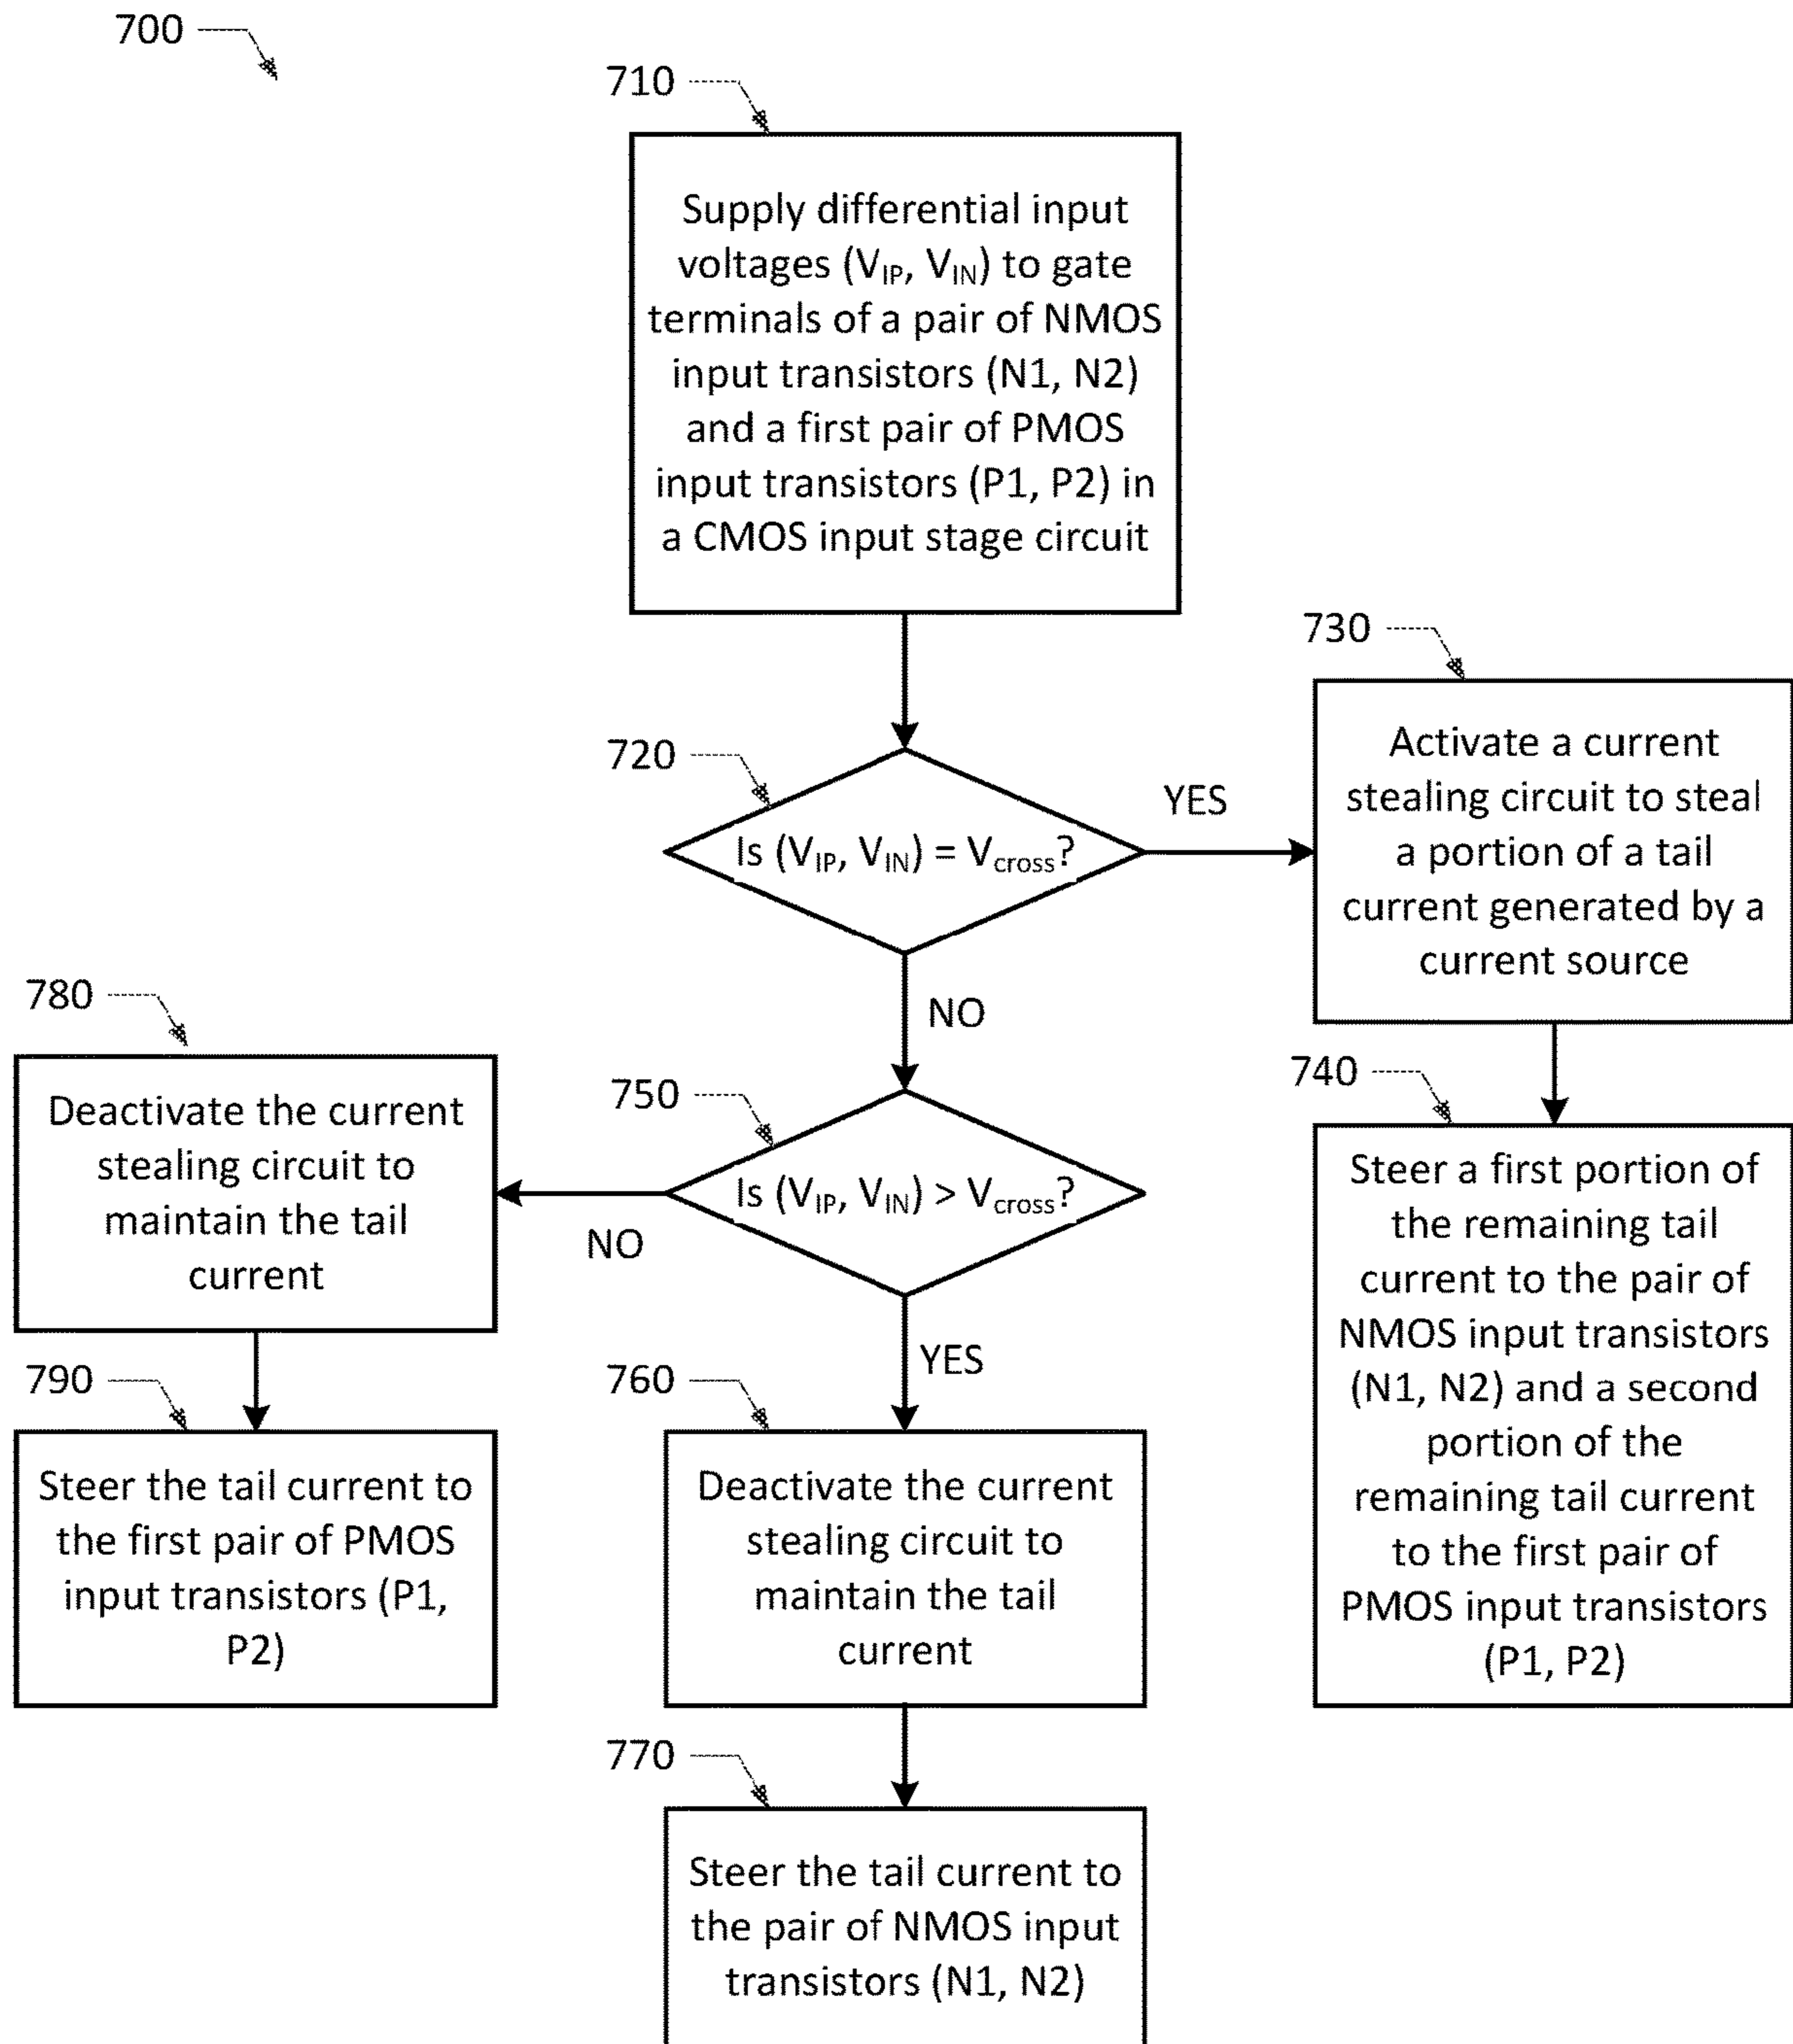 700
710
Supply differential input
voltages (VIP, VIN) to gate
terminals of a pair of NMOS
input transistors (N1, N2)
and a first pair of PMOS
input transistors (P1, P2) in
a CMOS input stage circuit
720
Is (VIP, VIN) = Vcross?
YES
730
Activate a current
stealing circuit to steal
a portion of a tail
current generated by a
current source
740
Steer a first portion of
the remaining tail
current to the pair of
NMOS input transistors
(N1, N2) and a second
portion of the
remaining tail current
to the first pair of
PMOS input transistors
(P1, P2)
NO
750
Is (VIP, VIN) > Vcross?
NO
780
Deactivate the current
stealing circuit to
maintain the tail
current
790
Steer the tail current to
the first pair of PMOS
input transistors (P1,
P2)
YES
760
Deactivate the current
stealing circuit to
maintain the tail
current
770
Steer the tail current to
the pair of NMOS input
transistors (N1, N2)